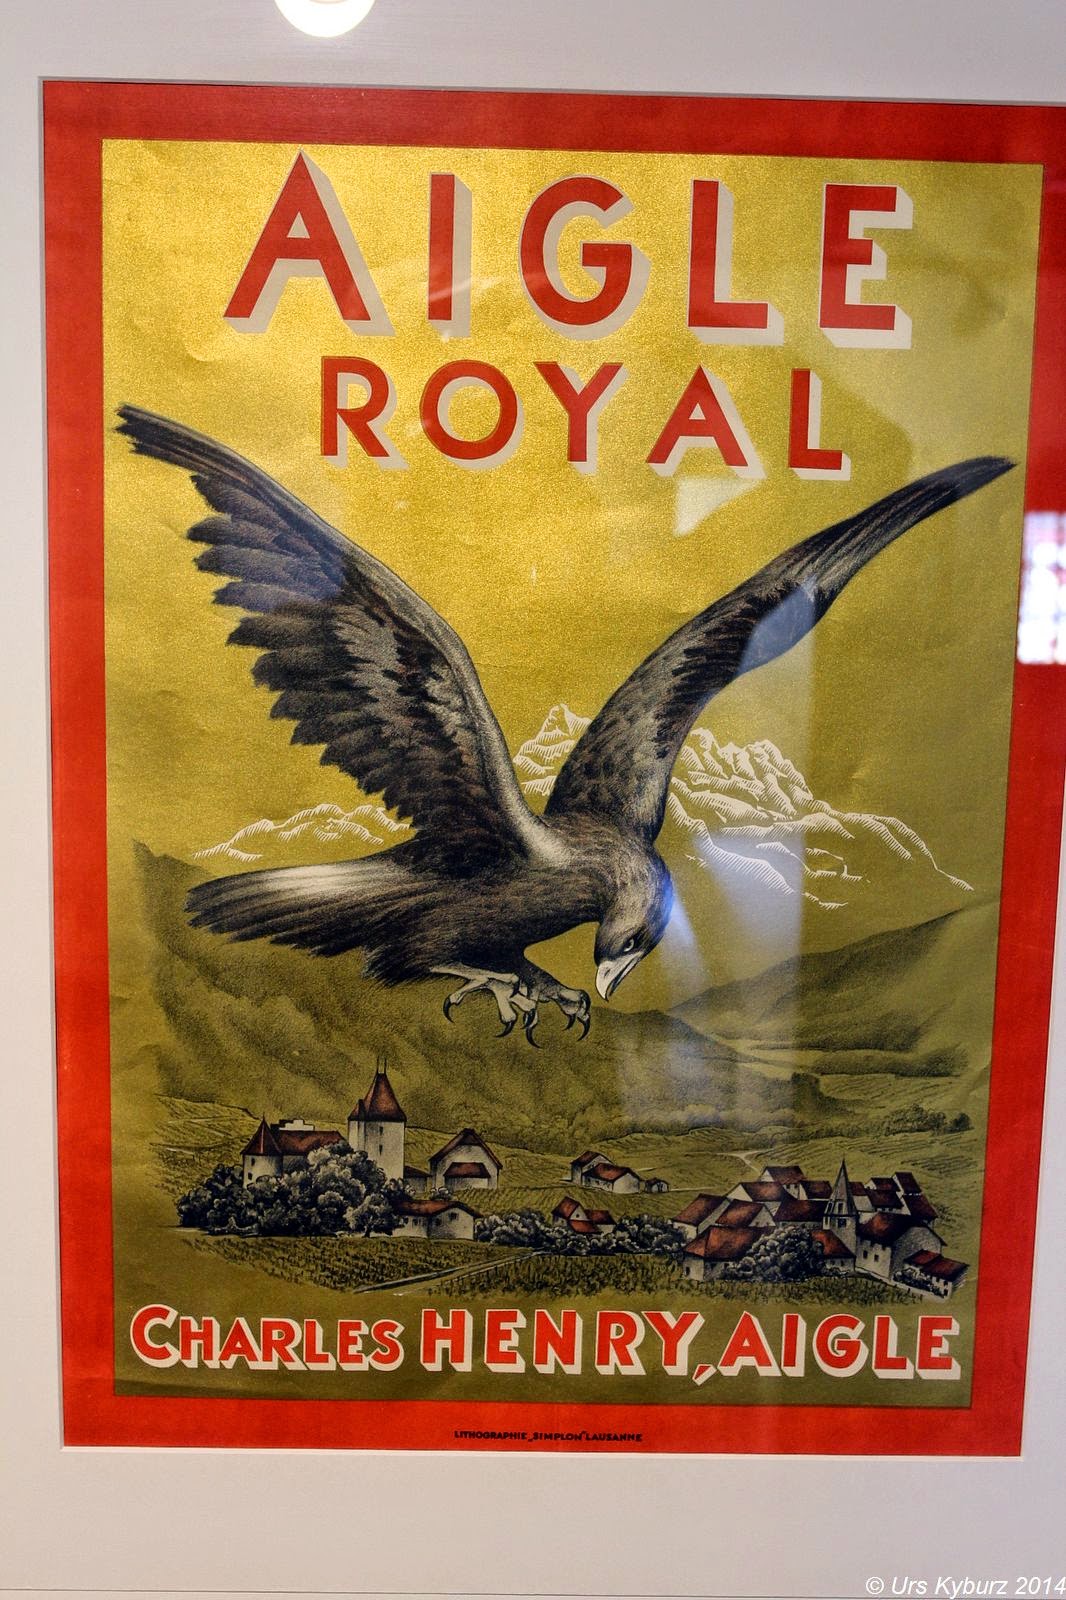 AIGLE
ROYAL
CHARLES HENRY, AIGLE
LITHOGRAPHIE „SIMPLON" LAUSANNE
© Urs Kyburz 2014